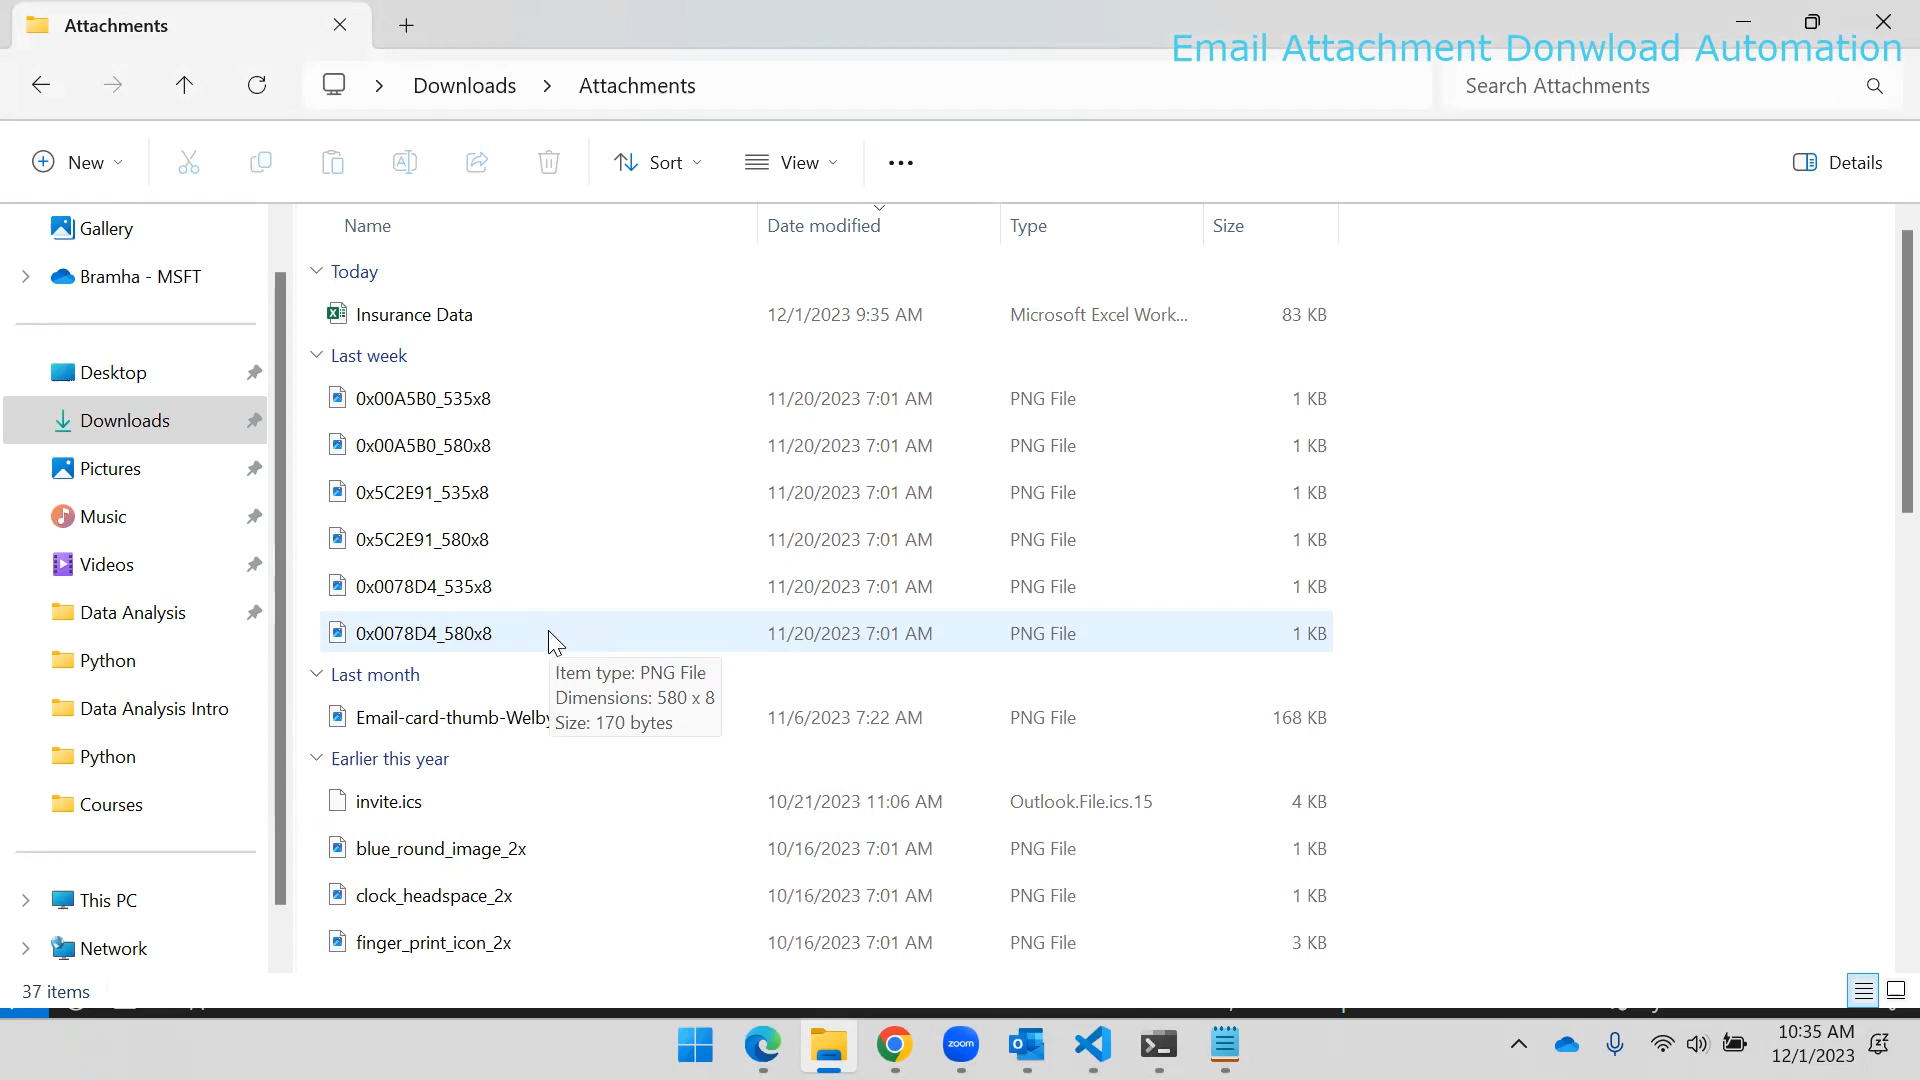 Attachments
Email Attachment Donwload Automation
Downloads
Attachments
Search Attachments
New
Sort
View
Details
Gallery
Bramha - MSFT
Desktop
Downloads
Pictures
Music
Videos
Data Analysis
Python
Data Analysis Intro
Python
Courses
This PC
Network
Name Date modified Type Size
Today
Insurance Data 12/1/2023 9:35 AM Microsoft Excel Work... 83 KB
Last week
0x00A5B0_535x8 11/20/2023 7:01 AM PNG File 1 KB
0x00A5B0_580x8 11/20/2023 7:01 AM PNG File 1 KB
0x5C2E91_535x8 11/20/2023 7:01 AM PNG File 1 KB
0x5C2E91_580x8 11/20/2023 7:01 AM PNG File 1 KB
0x0078D4_535x8 11/20/2023 7:01 AM PNG File 1 KB
0x0078D4_580x8 11/20/2023 7:01 AM PNG File 1 KB
Item type: PNG File
Dimensions: 580 x 8
Size: 170 bytes
Last month
Email-card-thumb-Welby 11/6/2023 7:22 AM PNG File 168 KB
Earlier this year
invite.ics 10/21/2023 11:06 AM Outlook.File.ics.15 4 KB
blue_round_image_2x 10/16/2023 7:01 AM PNG File 1 KB
clock_headspace_2x 10/16/2023 7:01 AM PNG File 1 KB
finger_print_icon_2x 10/16/2023 7:01 AM PNG File 3 KB
37 items
zoom
10:35 AM
12/1/2023